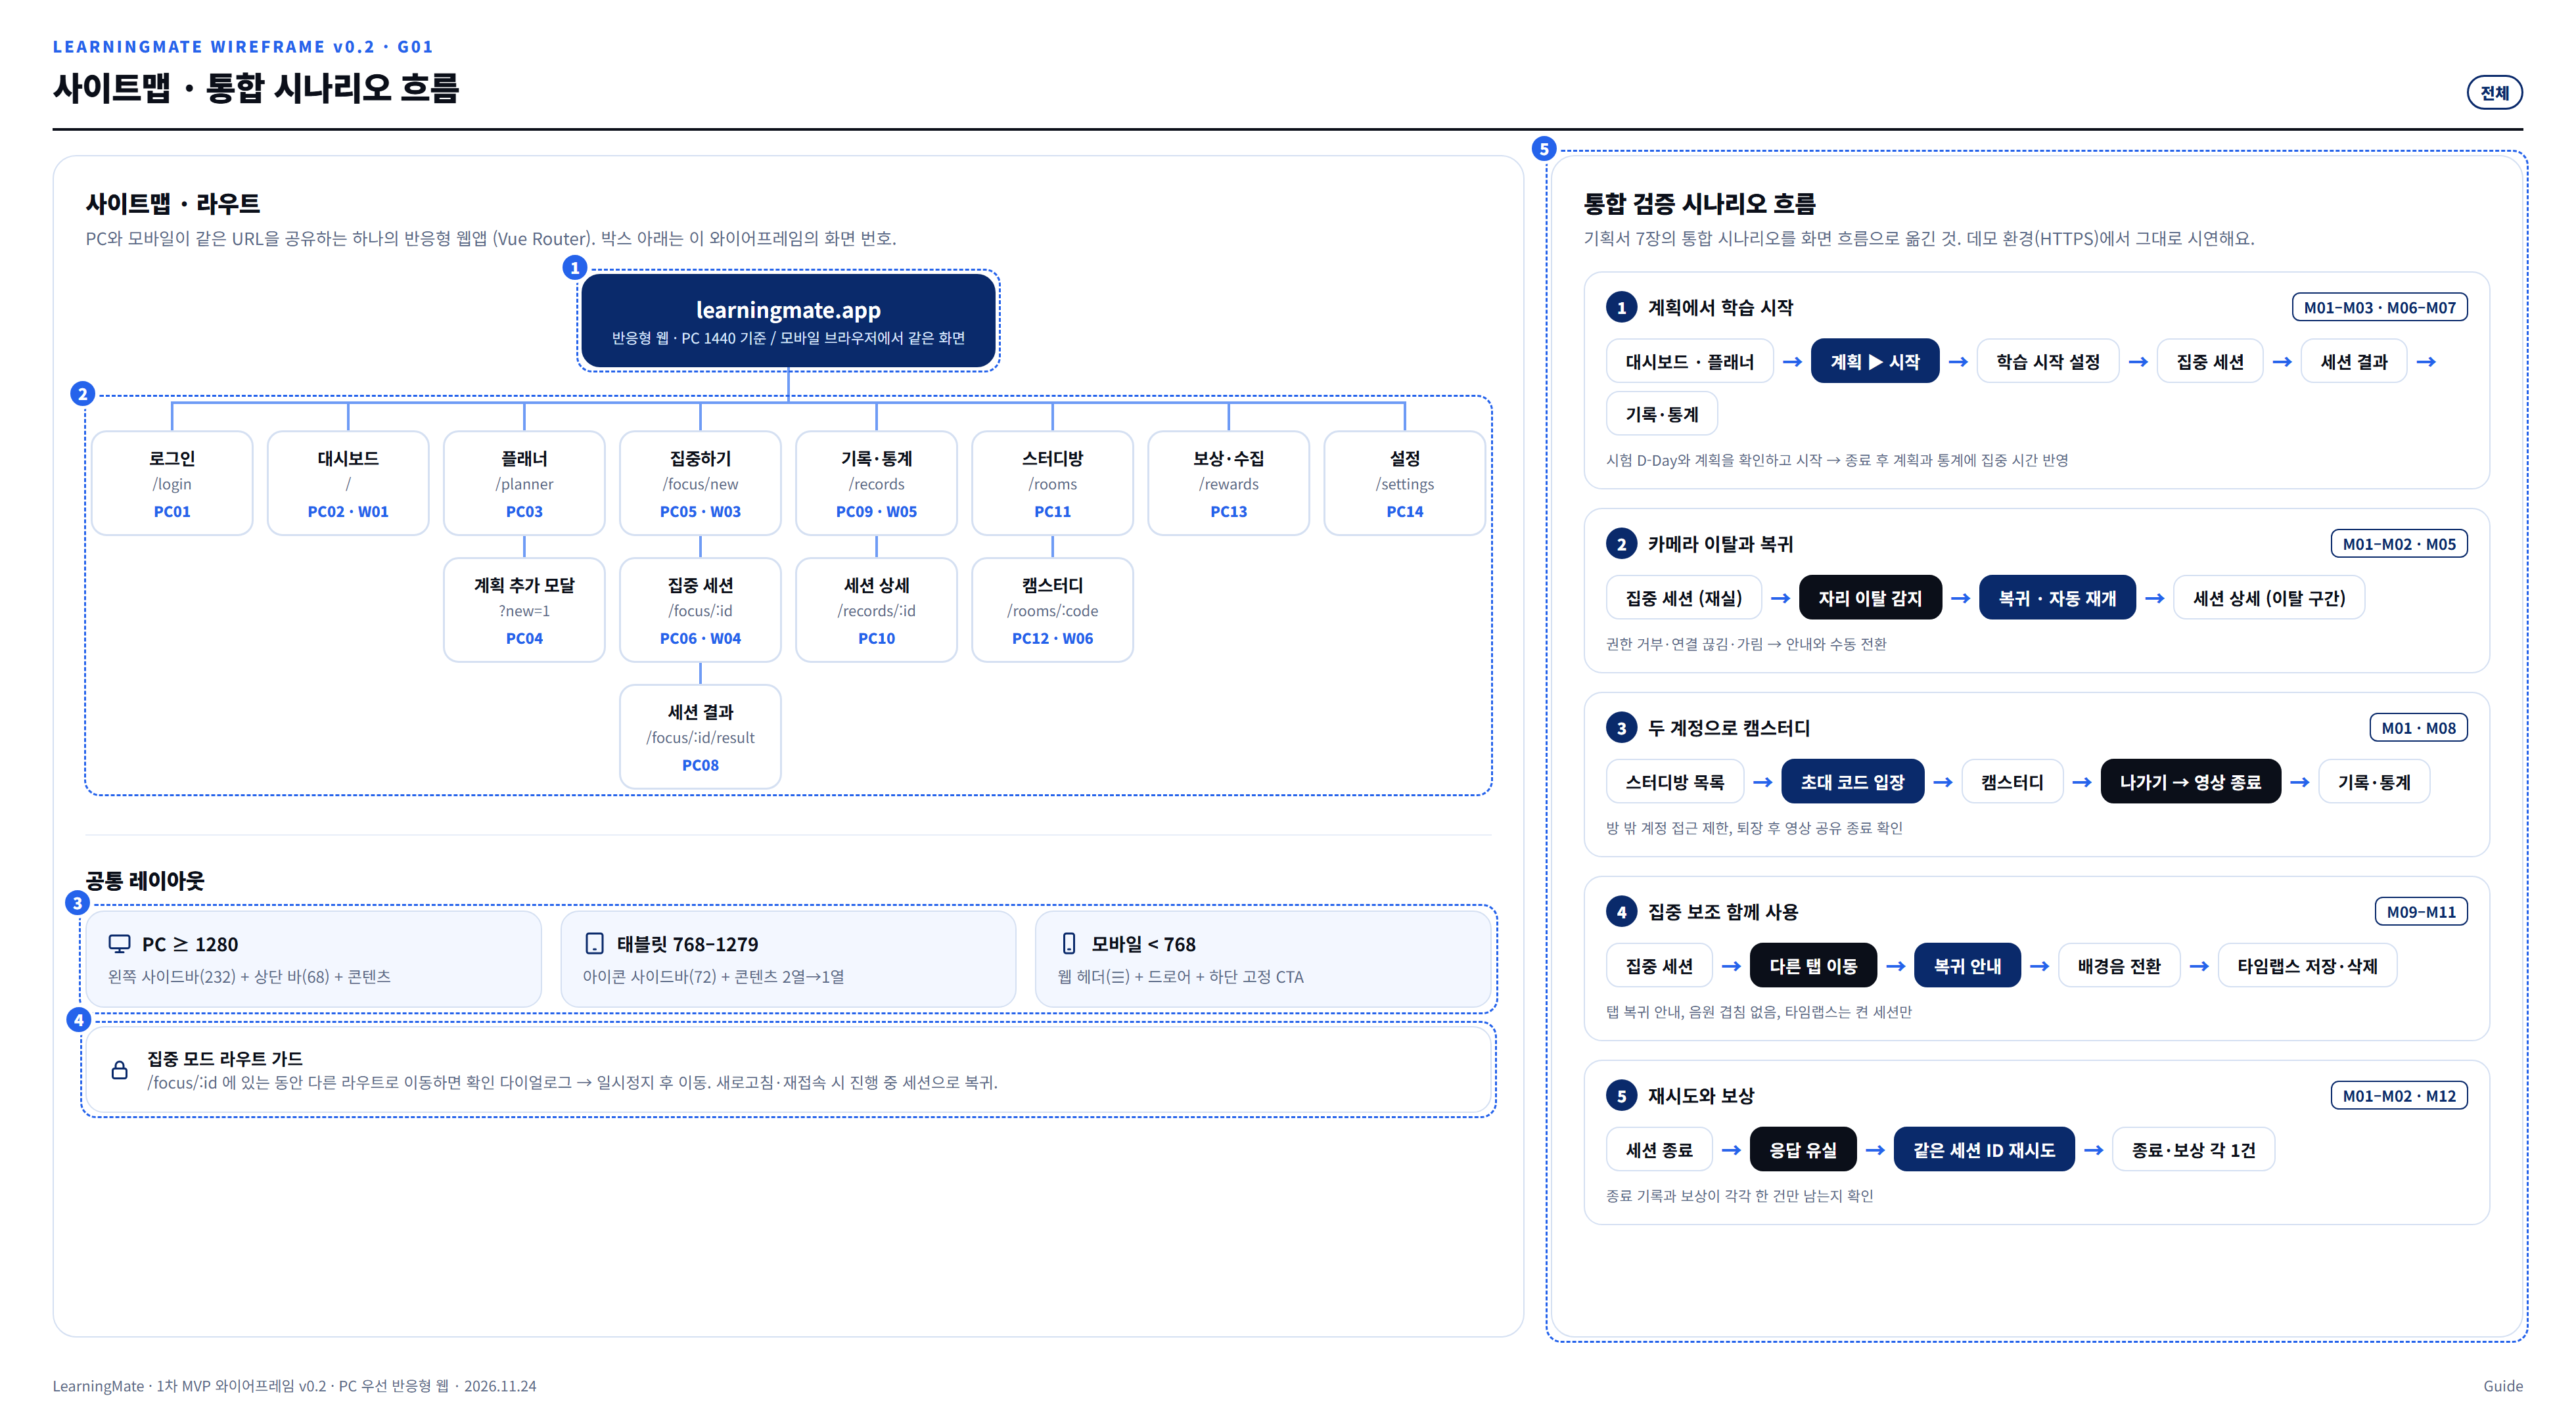 LEARNINGMATE WIREFRAME v0.2 · G01
사이트맵 · 통합 시나리오 흐름
전체
사이트맵 · 라우트
PC와 모바일이 같은 URL을 공유하는 하나의 반응형 웹앱 (Vue Router). 박스 아래는 이 와이어프레임의 화면 번호.
1
learningmate.app
반응형 웹 · PC 1440 기준 / 모바일 브라우저에서 같은 화면
2
로그인
/login
PC01
대시보드
/
PC02 · W01
플래너
/planner
PC03
집중하기
/focus/new
PC05 · W03
기록·통계
/records
PC09 · W05
스터디방
/rooms
PC11
보상·수집
/rewards
PC13
설정
/settings
PC14
계획 추가 모달
?new=1
PC04
집중 세션
/focus/:id
PC06 · W04
세션 상세
/records/:id
PC10
캠스터디
/rooms/:code
PC12 · W06
세션 결과
/focus/:id/result
PC08
공통 레이아웃
3
PC ≥ 1280
왼쪽 사이드바(232) + 상단 바(68) + 콘텐츠
태블릿 768–1279
아이콘 사이드바(72) + 콘텐츠 2열→1열
모바일 < 768
웹 헤더(☰) + 드로어 + 하단 고정 CTA
4
집중 모드 라우트 가드
/focus/:id 에 있는 동안 다른 라우트로 이동하면 확인 다이얼로그 → 일시정지 후 이동. 새로고침·재접속 시 진행 중 세션으로 복귀.
5
통합 검증 시나리오 흐름
기획서 7장의 통합 시나리오를 화면 흐름으로 옮긴 것. 데모 환경(HTTPS)에서 그대로 시연해요.
1 계획에서 학습 시작 M01–M03 · M06–M07
대시보드 · 플래너 → 계획 ▶ 시작 → 학습 시작 설정 → 집중 세션 → 세션 결과 →
기록·통계
시험 D-Day와 계획을 확인하고 시작 → 종료 후 계획과 통계에 집중 시간 반영
2 카메라 이탈과 복귀 M01–M02 · M05
집중 세션 (재실) → 자리 이탈 감지 → 복귀 · 자동 재개 → 세션 상세 (이탈 구간)
권한 거부·연결 끊김·가림 → 안내와 수동 전환
3 두 계정으로 캠스터디 M01 · M08
스터디방 목록 → 초대 코드 입장 → 캠스터디 → 나가기 → 영상 종료 → 기록·통계
방 밖 계정 접근 제한, 퇴장 후 영상 공유 종료 확인
4 집중 보조 함께 사용 M09–M11
집중 세션 → 다른 탭 이동 → 복귀 안내 → 배경음 전환 → 타임랩스 저장·삭제
탭 복귀 안내, 음원 겹침 없음, 타임랩스는 켠 세션만
5 재시도와 보상 M01–M02 · M12
세션 종료 → 응답 유실 → 같은 세션 ID 재시도 → 종료·보상 각 1건
종료 기록과 보상이 각각 한 건만 남는지 확인
LearningMate · 1차 MVP 와이어프레임 v0.2 · PC 우선 반응형 웹 · 2026.11.24
Guide